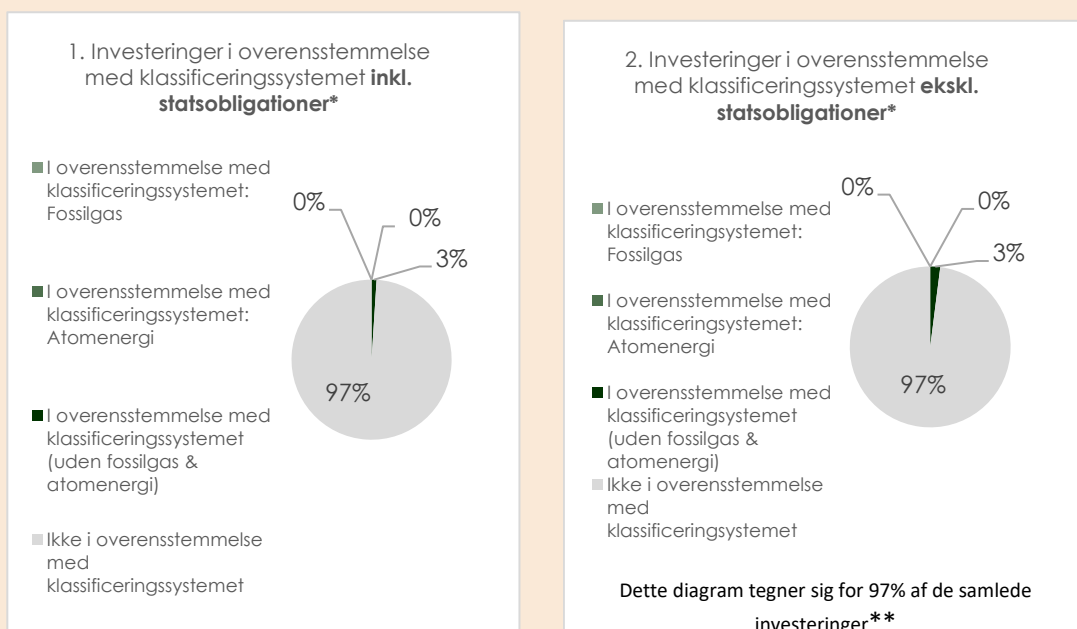 1. Investeringer i overensstemmelse
med klassificeringssystemet inkl.
statsobligationer*
I overensstemmelse med
klassificeringssystemet:
Fossilgas
I overensstemmelse med
klassificeringssystemet:
Atomenergi
I overensstemmelse med
klassificeringssystemet
(uden fossilgas &
atomenergi)
Ikke i overensstemmelse
med
klassificeringssystemet
0%
0%
3%
97%
2. Investeringer i overensstemmelse
med klassificeringssystemet ekskl.
statsobligationer*
I overensstemmelse med
klassificeringsytemet:
Fossilgas
I overensstemmelse med
klassificeringssystemet:
Atomenergi
I overensstemmelse med
klassificeringssystemet
(uden fossilgas &
atomenergi)
Ikke i overensstemmelse
med
klassificeringsytemet
0%
0%
3%
97%
Dette diagram tegner sig for 97% af de samlede
investeringer**